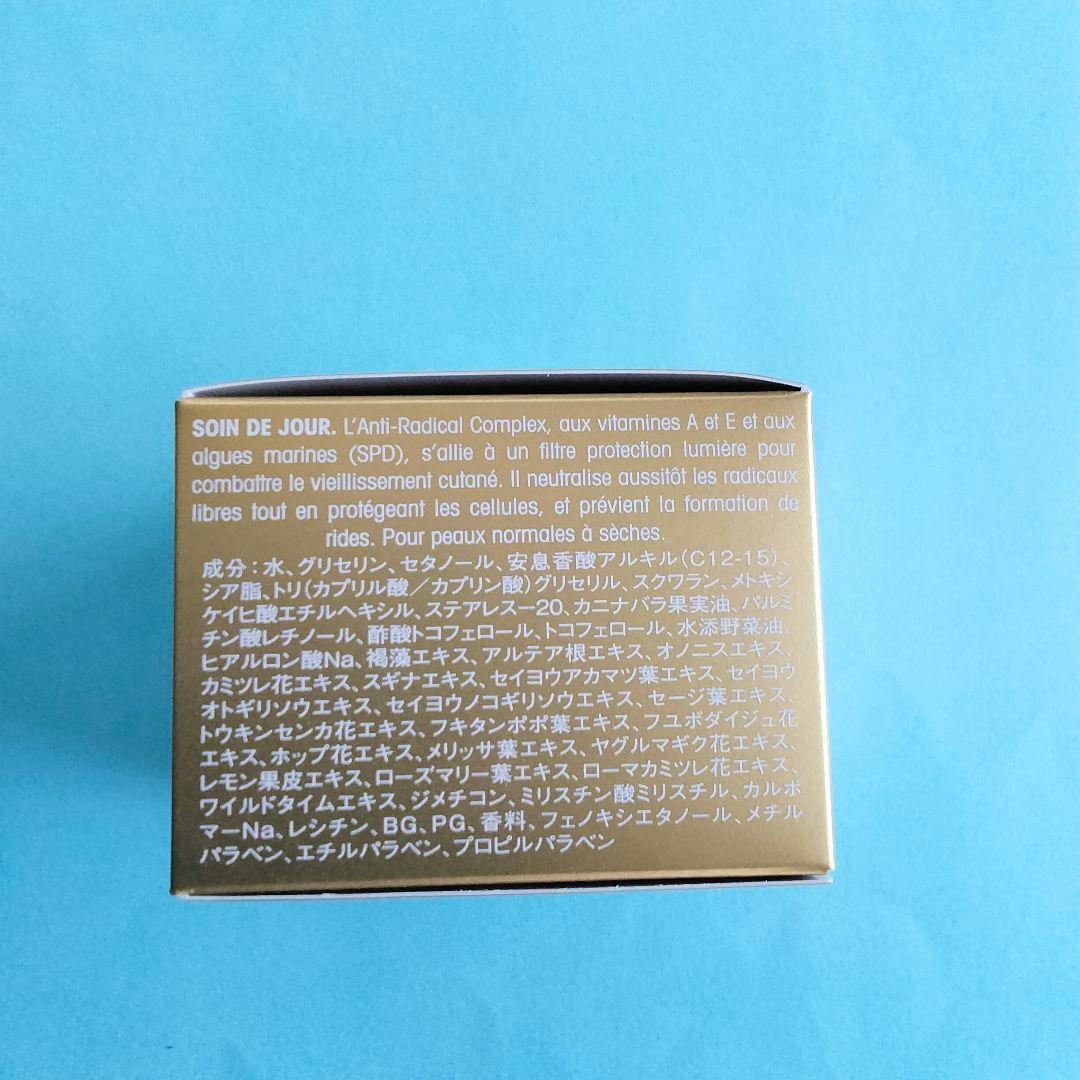 SOIN DE JOUR. L'Anti-Radical Complex, aux vitamines A et E et aux
algues marines (SPD), s'allie à un filtre protection lumière pour
combattre le vieillissement cutané. Il neutralise aussitôt les radicaux
libres tout en protégeant les cellules, et prévient la formation de
rides. Pour peaux normales à sèches.
成分：水、グリセリン、セタノール、安息香酸アルキル(C12-15)、
シア脂、トリ(カプリル酸／カプリン酸)グリセリル、スクワラン、メトキシ
ケイヒ酸エチルヘキシル、ステアレス－20、カニナバラ果実油、パルミ
チン酸レチノール、酢酸トコフェロール、トコフェロール、水添野菜油、
ヒアルロン酸Na、褐藻エキス、アルテア根エキス、オノニスエキス、
カミツレ花エキス、スギナエキス、セイヨウアカマツ葉エキス、セイヨウ
オトギリソウエキス、セイヨウノコギリソウエキス、セージ葉エキス、
トウキンセンカ花エキス、フキタンポポ葉エキス、フユボダイジュ花
エキス、ホップ花エキス、メリッサ葉エキス、ヤグルマギク花エキス、
レモン果皮エキス、ローズマリー葉エキス、ローマカミツレ花エキス、
ワイルドタイムエキス、ジメチコン、ミリスチン酸ミリスチル、カルボ
マーNa、レシチン、BG、PG、香料、フェノキシエタノール、メチル
パラベン、エチルパラベン、プロピルパラベン